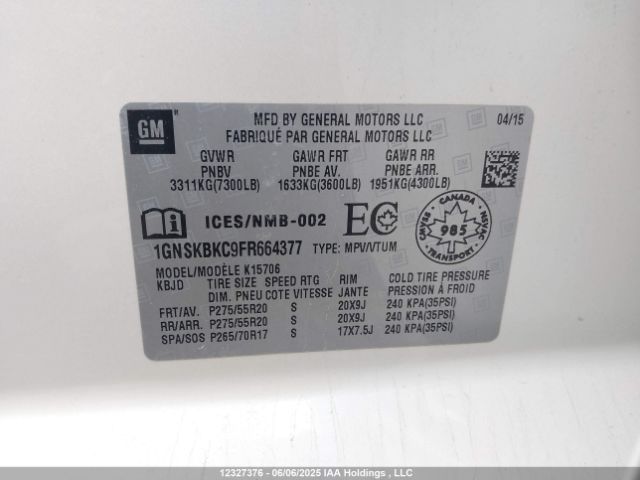 GM
MFD BY GENERAL MOTORS LLC 04/15
FABRIQUÉ PAR GENERAL MOTORS LLC
GVWR GAWR FRT GAWR RR
PNBV PNBE AV. PNBE ARR.
3311KG(7300LB) 1633KG(3600LB) 1951KG(4300LB)
ICES/NMB-002 EC CANADA CMVSS NSVAC 985 TRANSPORT
1GNSKBKC9FR664377 TYPE: MPV/VTUM
MODEL/MODÈLE K15706
KBJD TIRE SIZE SPEED RTG RIM COLD TIRE PRESSURE
DIM. PNEU COTE VITESSE JANTE PRESSION À FROID
FRT/AV. P275/55R20 S 20X9J 240 KPA(35PSI)
RR/ARR. P275/55R20 S 20X9J 240 KPA(35PSI)
SPA/SOS P265/70R17 S 17X7.5J 240 KPA(35PSI)
12327376 - 06/06/2025 IAA Holdings , LLC